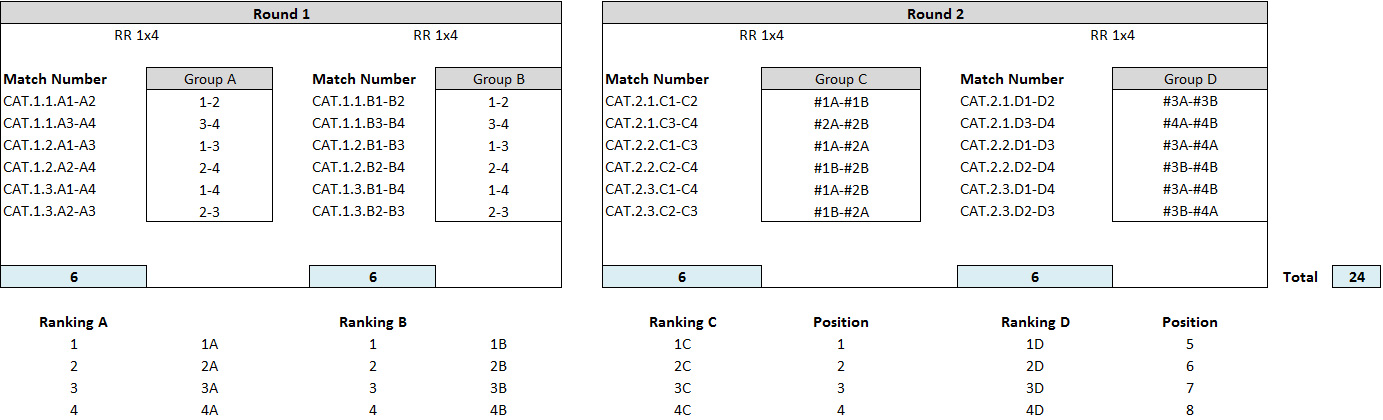 Round 1 Round 2
RR 1x4 RR 1x4 RR 1x4 RR 1x4
Match Number Group A Match Number Group B Match Number Group C Match Number Group D
CAT.1.1.A1-A2 1-2 CAT.1.1.B1-B2 1-2 CAT.2.1.C1-C2 #1A-#1B CAT.2.1.D1-D2 #3A-#3B
CAT.1.1.A3-A4 3-4 CAT.1.1.B3-B4 3-4 CAT.2.1.C3-C4 #2A-#2B CAT.2.1.D3-D4 #4A-#4B
CAT.1.2.A1-A3 1-3 CAT.1.2.B1-B3 1-3 CAT.2.2.C1-C3 #1A-#2A CAT.2.2.D1-D3 #3A-#4A
CAT.1.2.A2-A4 2-4 CAT.1.2.B2-B4 2-4 CAT.2.2.C2-C4 #1B-#2B CAT.2.2.D2-D4 #3B-#4B
CAT.1.3.A1-A4 1-4 CAT.1.3.B1-B4 1-4 CAT.2.3.C1-C4 #1A-#2B CAT.2.3.D1-D4 #3A-#4B
CAT.1.3.A2-A3 2-3 CAT.1.3.B2-B3 2-3 CAT.2.3.C2-C3 #1B-#2A CAT.2.3.D2-D3 #3B-#4A
6 6 6 6 Total 24
Ranking A Ranking B Ranking C Position Ranking D Position
1 1A 1 1B 1C 1 1D 5
2 2A 2 2B 2C 2 2D 6
3 3A 3 3B 3C 3 3D 7
4 4A 4 4B 4C 4 4D 8